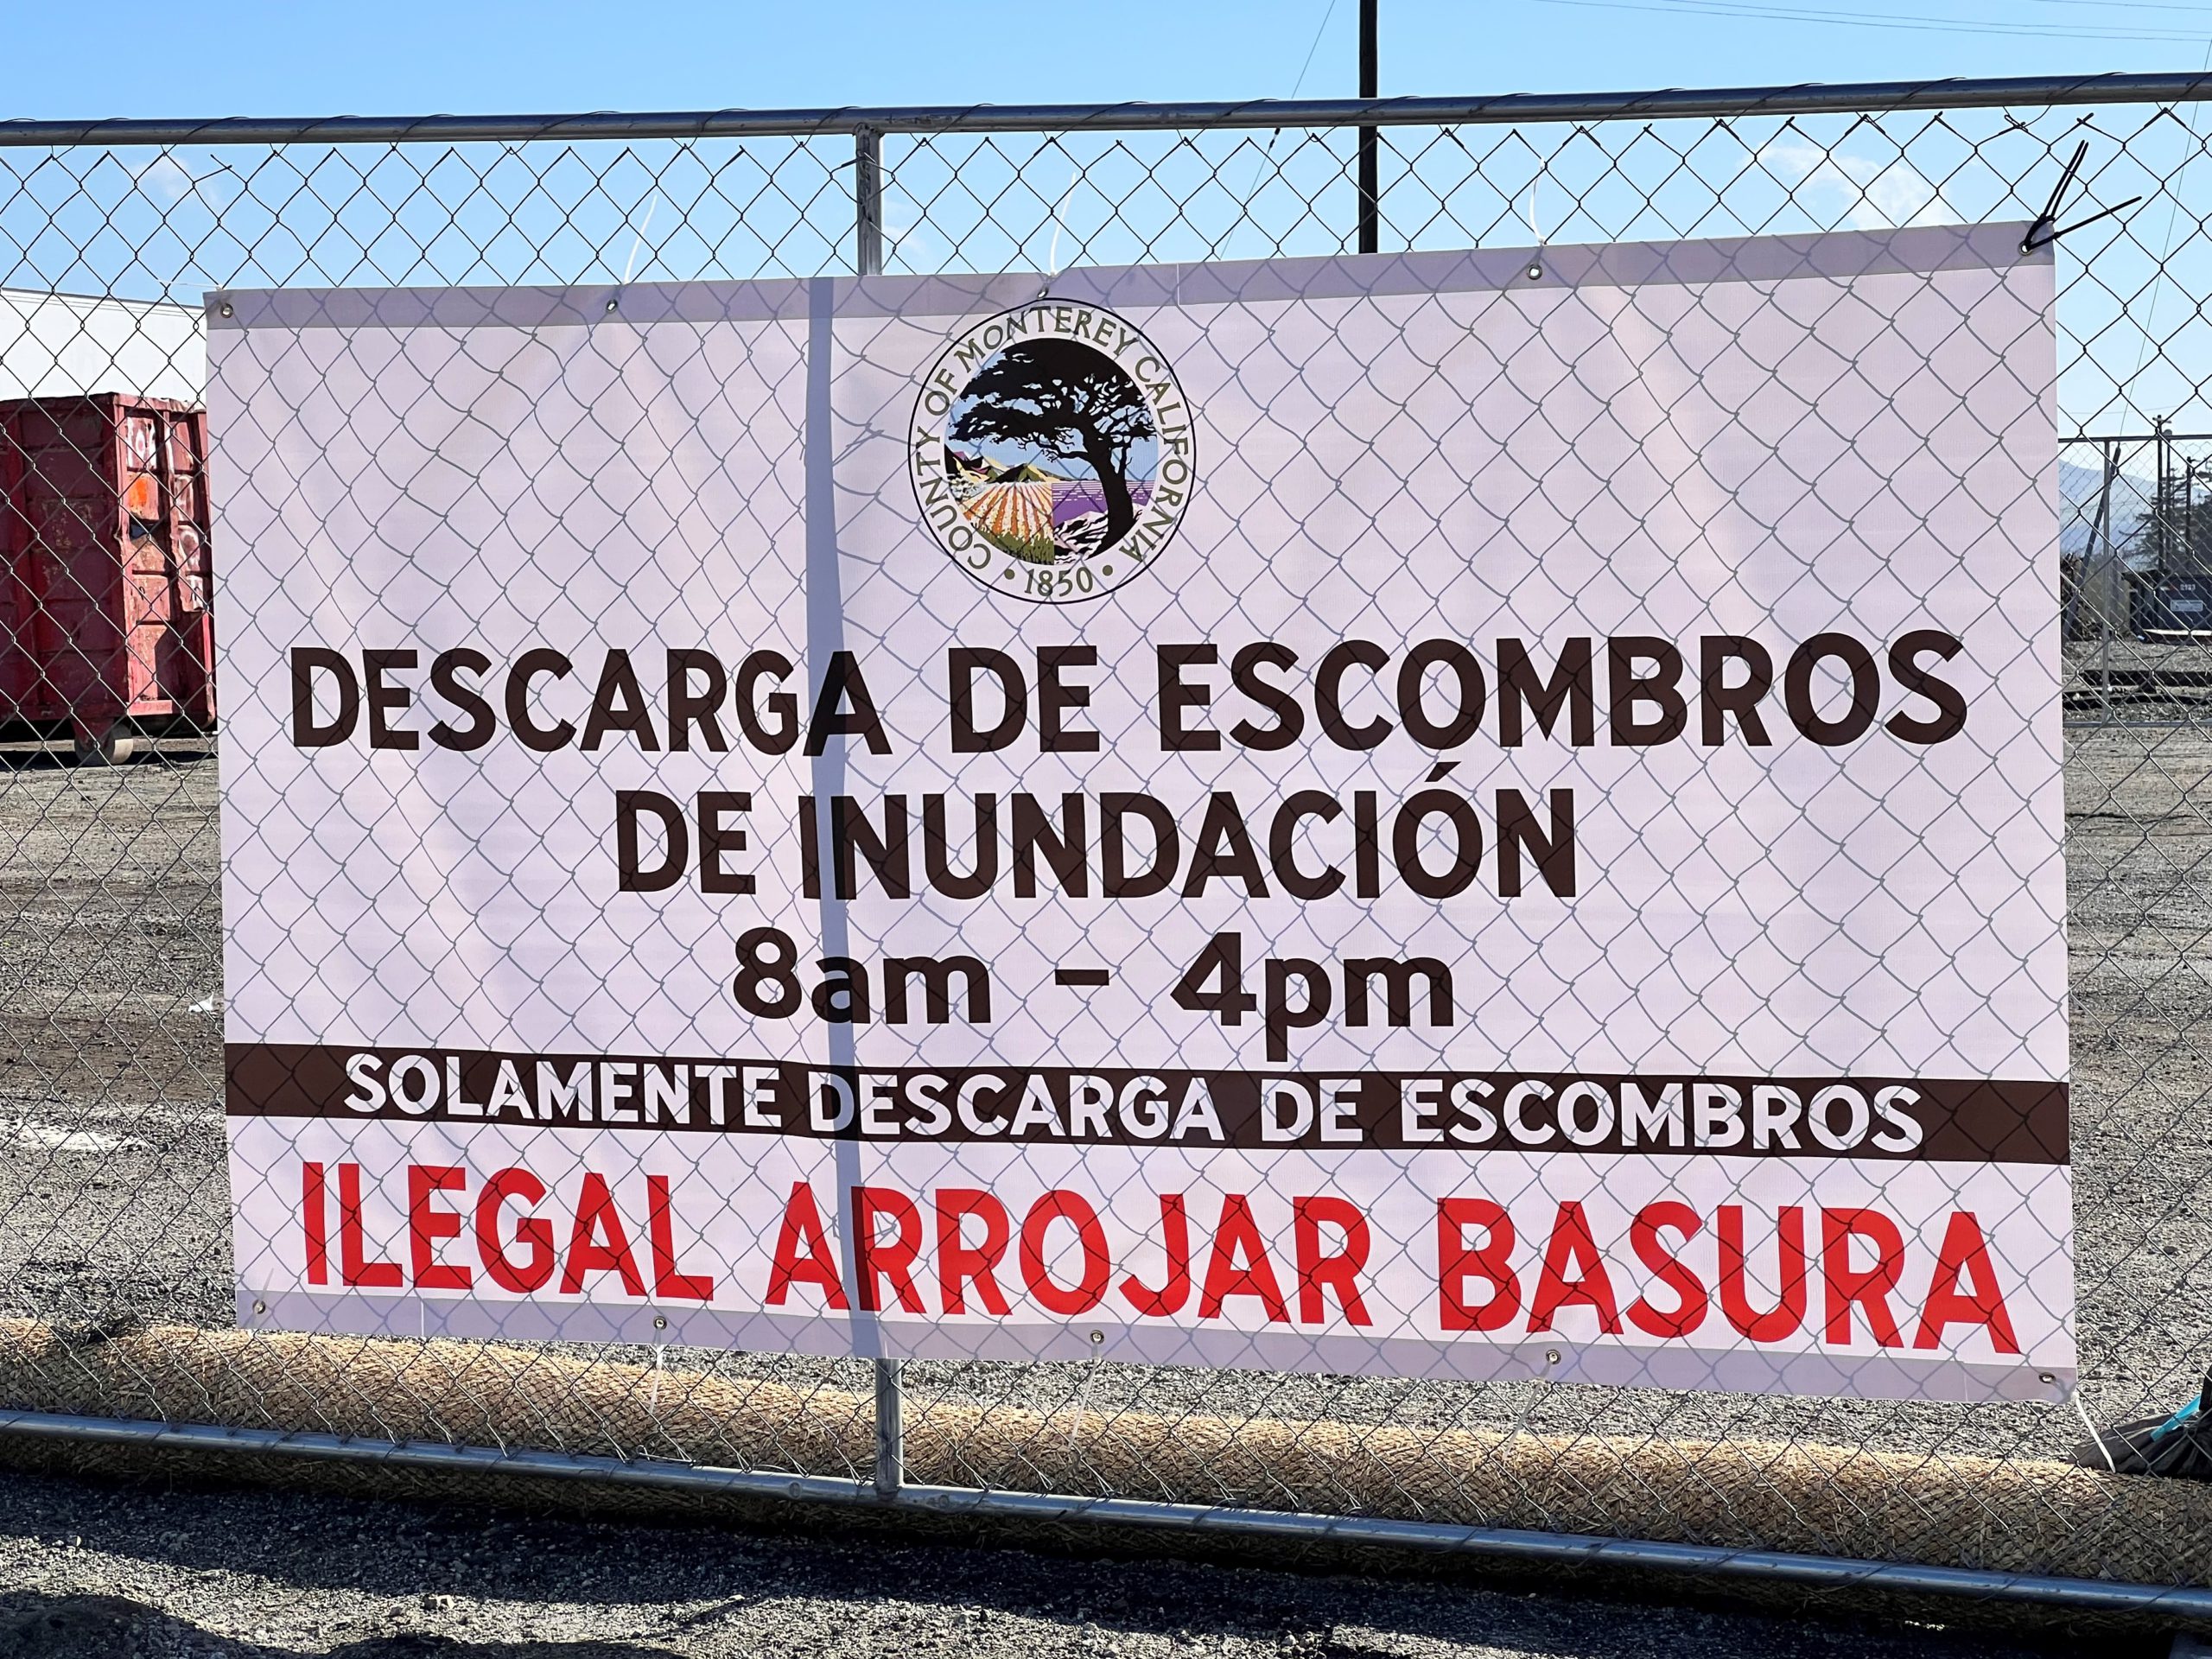 COUNTY OF MONTEREY CALIFORNIA
• 1850 •
DESCARGA DE ESCOMBROS
DE INUNDACIÓN
8am - 4pm
SOLAMENTE DESCARGA DE ESCOMBROS
ILEGAL ARROJAR BASURA